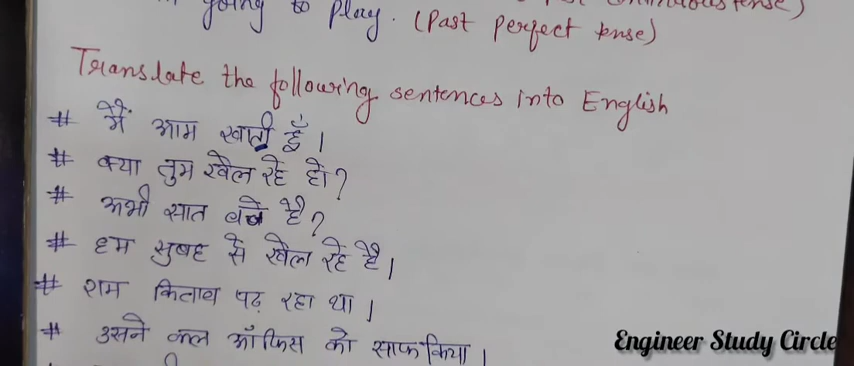 going to play. (Past perfect tense)
Translate the following sentences into English
# मैं आम खाती हूँ।
# क्या तुम खेल रहे हो?
# अभी सात बजे है?
# हम सुबह से खेल रहे है।
# राम किताब पढ़ रहा था।
# उसने कल ऑफिस को साफ किया।
Engineer Study Circle